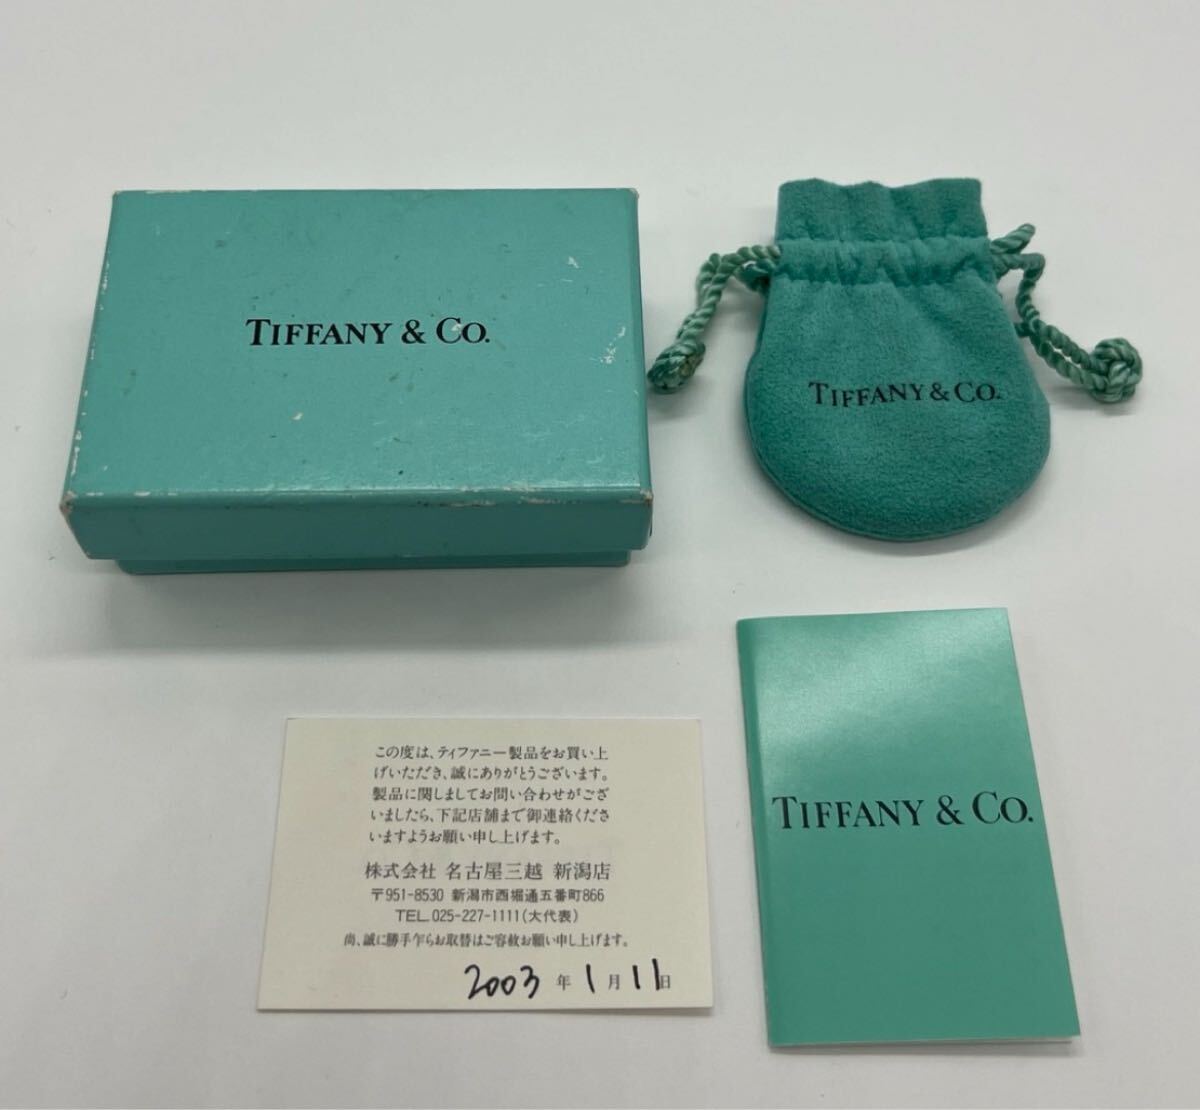 TIFFANY & CO.
TIFFANY & CO.
この度は、ティファニー製品をお買い上
げいただき、誠にありがとうございます。
製品に関しましてお問い合わせがござ
いましたら、下記店舗まで御連絡くださ
いますようお願い申し上げます。
株式会社 名古屋三越 新潟店
〒951-8530 新潟市西堀通五番町866
TEL.025-227-1111(大代表)
尚、誠に勝手乍らお取替はご容赦お願い申し上げます。
2003 年 1 月 11 日
TIFFANY & CO.